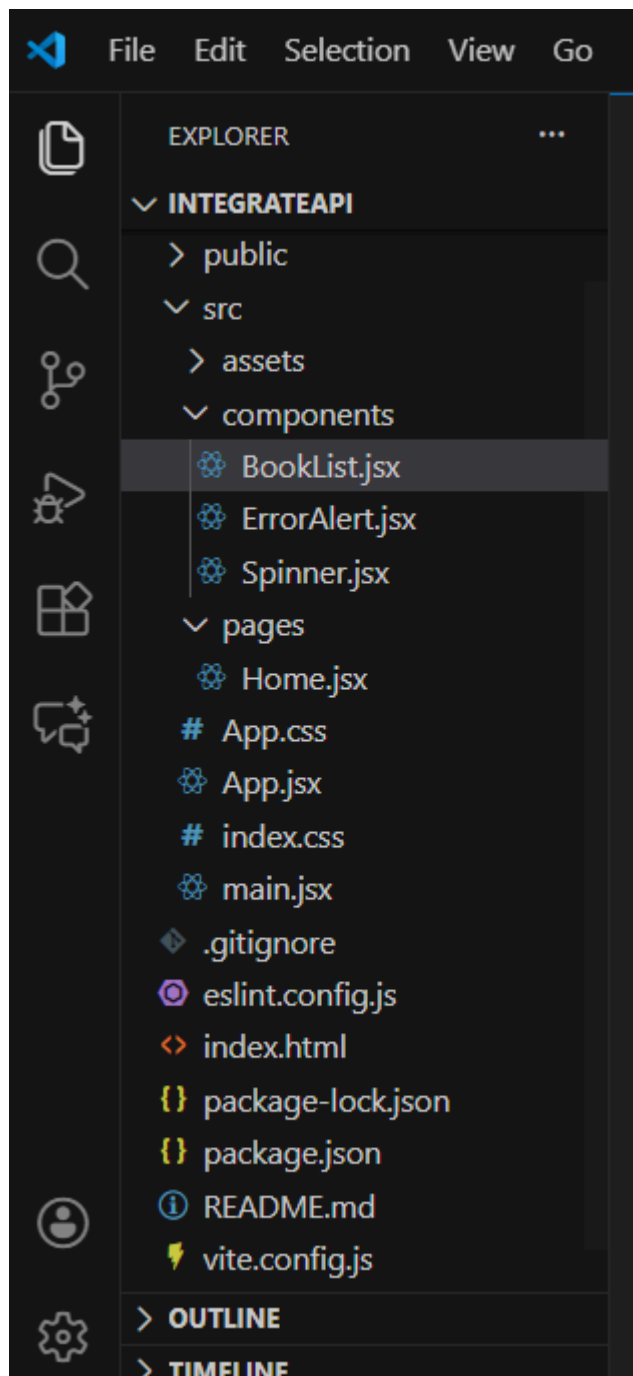 File Edit Selection View Go
EXPLORER
INTEGRATEAPI
public
src
assets
components
BookList.jsx
ErrorAlert.jsx
Spinner.jsx
pages
Home.jsx
App.css
App.jsx
index.css
main.jsx
.gitignore
eslint.config.js
index.html
package-lock.json
package.json
README.md
vite.config.js
OUTLINE
TIMELINE